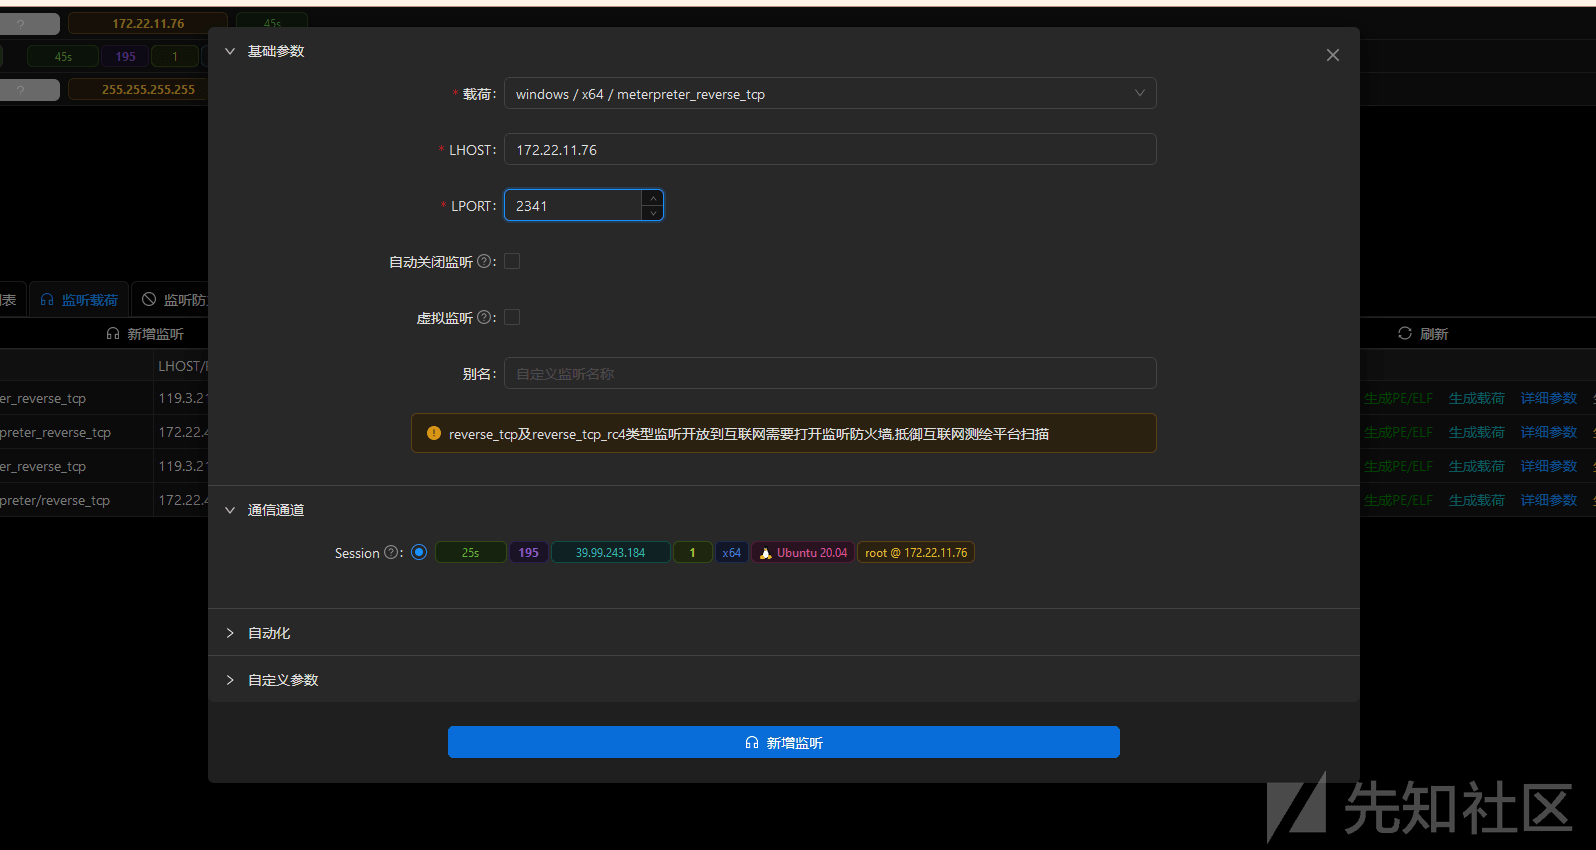 ? 172.22.11.76 45s
45s 195 1
? 255.255.255.255
基础参数
* 载荷: windows / x64 / meterpreter_reverse_tcp
* LHOST: 172.22.11.76
* LPORT: 2341
自动关闭监听 ? :
虚拟监听 ? :
别名: 自定义监听名称
! reverse_tcp及reverse_tcp_rc4类型监听开放到互联网需要打开监听防火墙,抵御互联网测绘平台扫描
表 监听载荷 监听防
新增监听 刷新
LHOST/
er_reverse_tcp 119.3.21 生成PE/ELF 生成载荷 详细参数
preter_reverse_tcp 172.22.4 生成PE/ELF 生成载荷 详细参数
er_reverse_tcp 119.3.21 生成PE/ELF 生成载荷 详细参数
preter/reverse_tcp 172.22.4 生成PE/ELF 生成载荷 详细参数
通信通道
Session ? : 25s 195 39.99.243.184 1 x64 Ubuntu 20.04 root @ 172.22.11.76
自动化
自定义参数
新增监听
先知社区